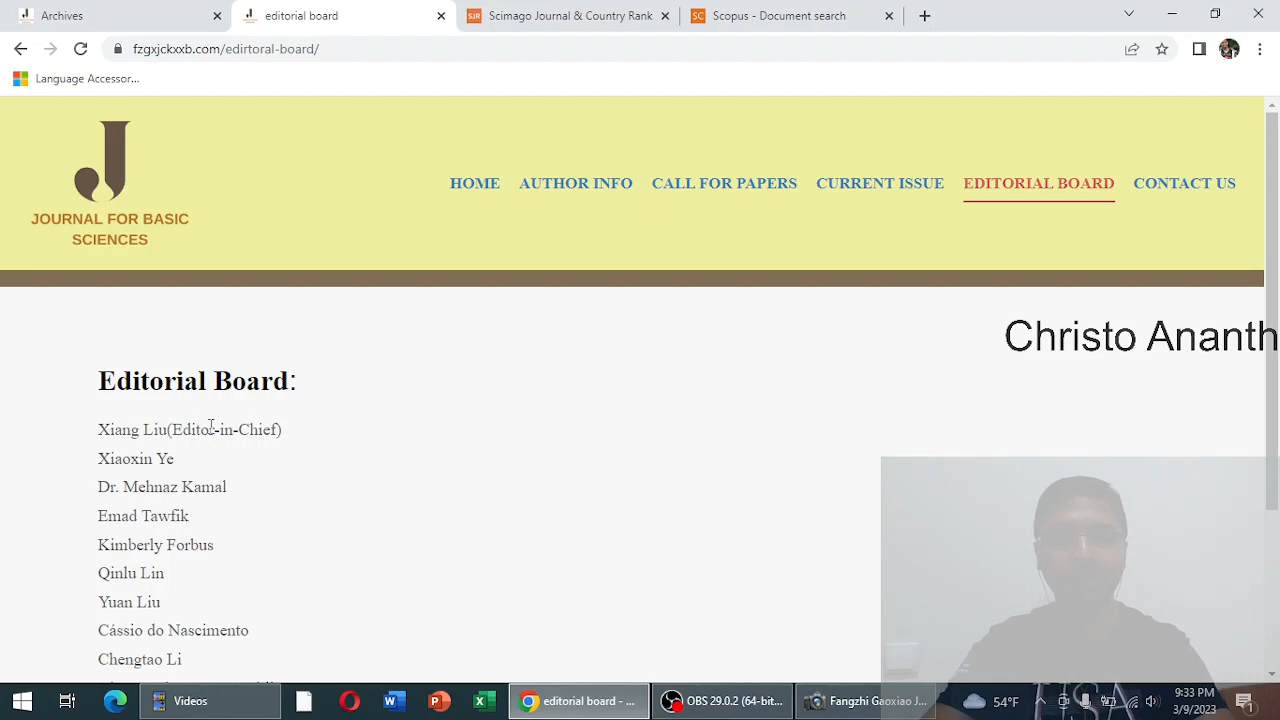 Archives
editorial board
Scimago Journal & Country Rank
Scopus - Document search
fzgxjckxxb.com/edirtoral-board/
Language Accessor...
J
JOURNAL FOR BASIC
SCIENCES
HOME
AUTHOR INFO
CALL FOR PAPERS
CURRENT ISSUE
EDITORIAL BOARD
CONTACT US
Christo Ananth
Editorial Board:
Xiang Liu(Editor-in-Chief)
Xiaoxin Ye
Dr. Mehnaz Kamal
Emad Tawfik
Kimberly Forbus
Qinlu Lin
Yuan Liu
Cássio do Nascimento
Chengtao Li
Videos
editorial board - ...
OBS 29.0.2 (64-bit...
Fangzhi Gaoxiao J...
54°F
9:33 PM
3/9/2023